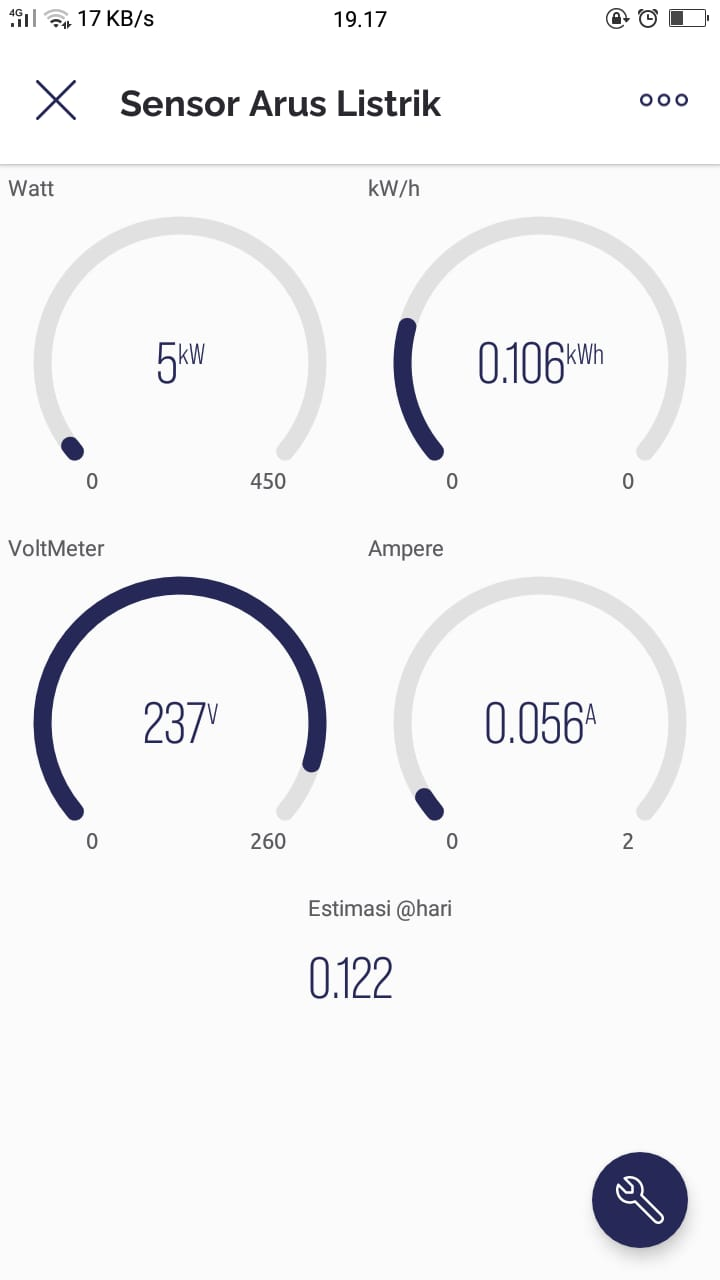 4G 17 KB/s 19.17
Sensor Arus Listrik
Watt kW/h
5kW 0.106kWh
0 450 0 0
VoltMeter Ampere
237V 0.056A
0 260 0 2
Estimasi @hari
0.122